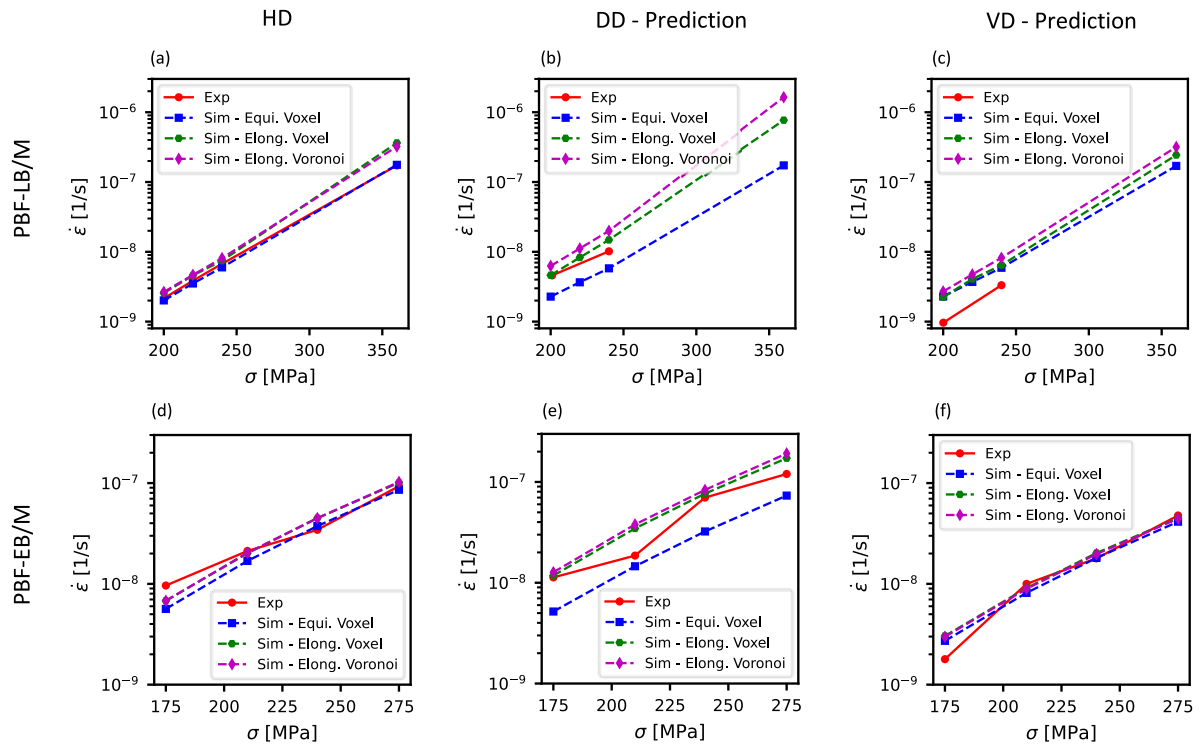 HD
DD - Prediction
VD - Prediction
PBF-LB/M
(a)
Exp
Sim - Equi. Voxel
Sim - Elong. Voxel
Sim - Elong. Voronoi
10⁻⁶
10⁻⁷
10⁻⁸
10⁻⁹
ε̇ [1/s]
200
250
300
350
σ [MPa]
(b)
Exp
Sim - Equi. Voxel
Sim - Elong. Voxel
Sim - Elong. Voronoi
10⁻⁶
10⁻⁷
10⁻⁸
10⁻⁹
ε̇ [1/s]
200
250
300
350
σ [MPa]
(c)
Exp
Sim - Equi. Voxel
Sim - Elong. Voxel
Sim - Elong. Voronoi
10⁻⁶
10⁻⁷
10⁻⁸
10⁻⁹
ε̇ [1/s]
200
250
300
350
σ [MPa]
PBF-EB/M
(d)
10⁻⁷
10⁻⁸
10⁻⁹
ε̇ [1/s]
Exp
Sim - Equi. Voxel
Sim - Elong. Voxel
Sim - Elong. Voronoi
175
200
225
250
275
σ [MPa]
(e)
10⁻⁷
10⁻⁸
10⁻⁹
ε̇ [1/s]
Exp
Sim - Equi. Voxel
Sim - Elong. Voxel
Sim - Elong. Voronoi
175
200
225
250
275
σ [MPa]
(f)
Exp
Sim - Equi. Voxel
Sim - Elong. Voxel
Sim - Elong. Voronoi
10⁻⁷
10⁻⁸
10⁻⁹
ε̇ [1/s]
175
200
225
250
275
σ [MPa]